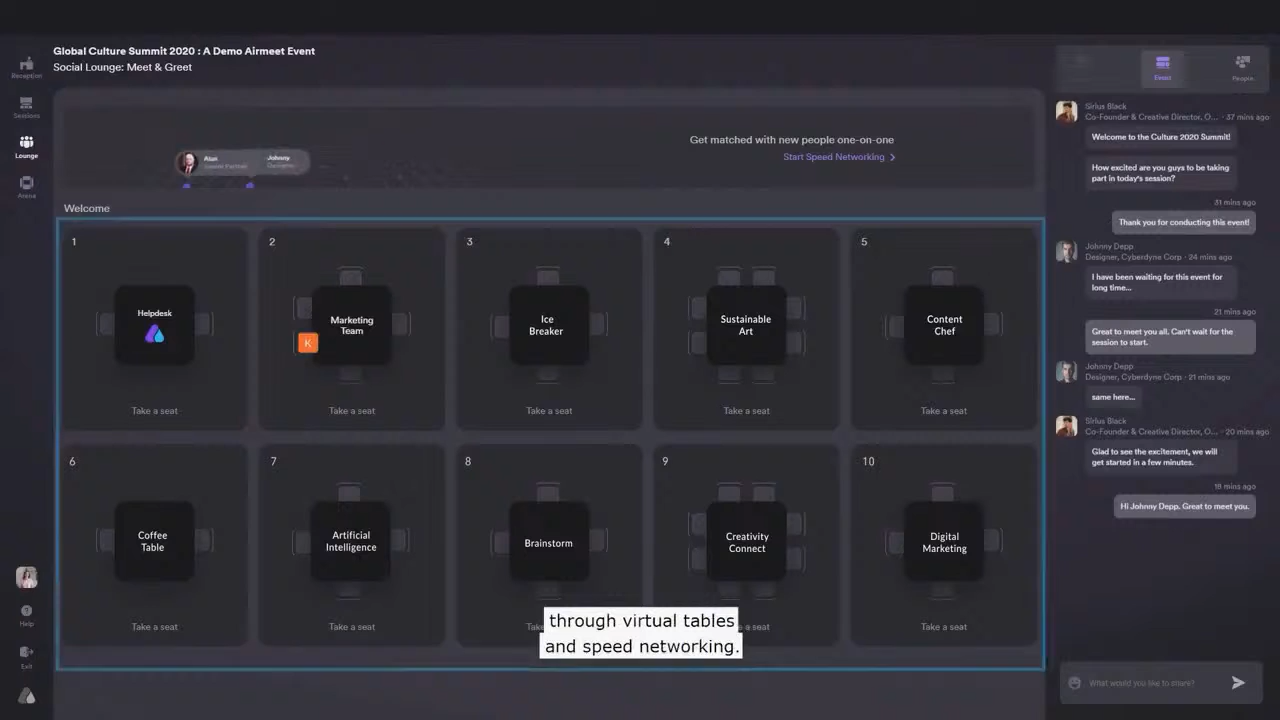 Global Culture Summit 2020 : A Demo Airmeet Event
Social Lounge: Meet & Greet
Reception
Sessions
Lounge
Arena
Help
Exit
Alan
Johnny
Get matched with new people one-on-one
Start Speed Networking >
Welcome
1
Helpdesk
Take a seat
2
Marketing
Team
K
Take a seat
3
Ice
Breaker
Take a seat
4
Sustainable
Art
Take a seat
5
Content
Chef
Take a seat
6
Coffee
Table
Take a seat
7
Artificial
Intelligence
Take a seat
8
Brainstorm
9
Creativity
Connect
a seat
10
Digital
Marketing
Take a seat
through virtual tables
and speed networking.
Event
People
Sirius Black
Co-Founder & Creative Director, O... · 37 mins ago
Welcome to the Culture 2020 Summit!
How excited are you guys to be taking
part in today's session?
31 mins ago
Thank you for conducting this event!
Johnny Depp
Designer, Cyberdyne Corp · 24 mins ago
I have been waiting for this event for
long time...
21 mins ago
Great to meet you all. Can't wait for the
session to start.
Johnny Depp
Designer, Cyberdyne Corp · 21 mins ago
same here...
Sirius Black
Co-Founder & Creative Director, O... · 20 mins ago
Glad to see the excitement, we will
get started in a few minutes.
18 mins ago
Hi Johnny Depp, Great to meet you.
What would you like to share?